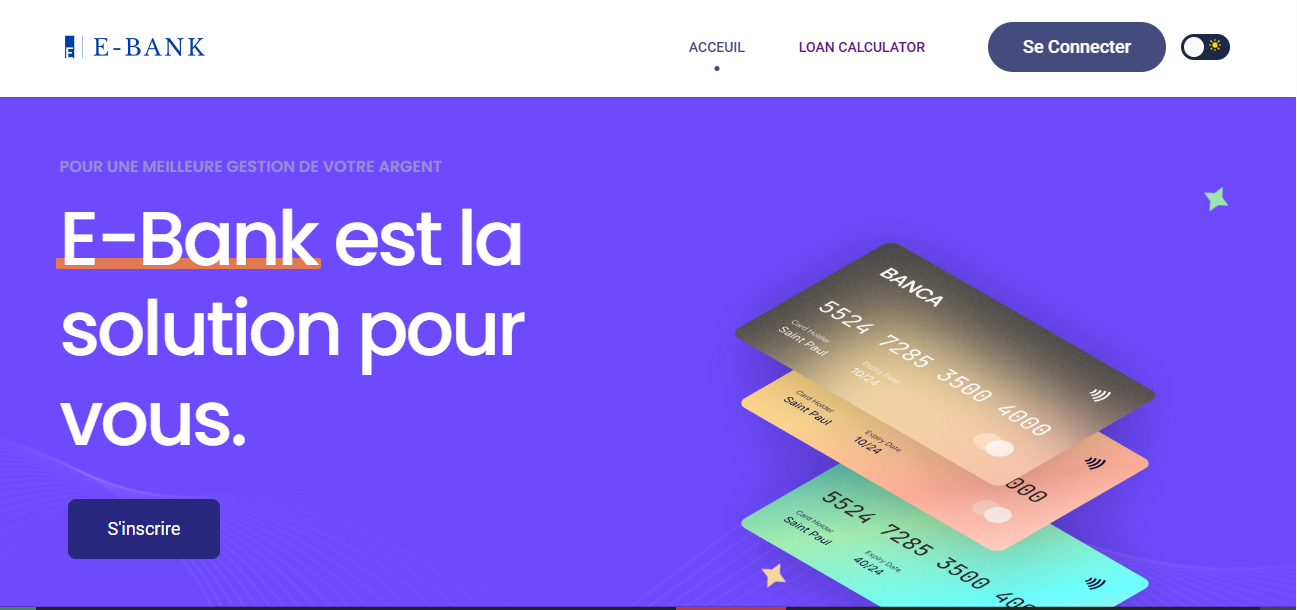 E-BANK
ACCEUIL
LOAN CALCULATOR
Se Connecter
POUR UNE MEILLEURE GESTION DE VOTRE ARGENT
E-Bank est la
solution pour
vous.
S'inscrire
BANCA
5524 7285 3500 4000
Card Holder
Saint Paul
Expiry Date
10/24
Card Holder
Saint Paul
Expiry Date
10/24
000
5524 7285 3500 400
Card Holder
Saint Paul
Expiry Date
40/24